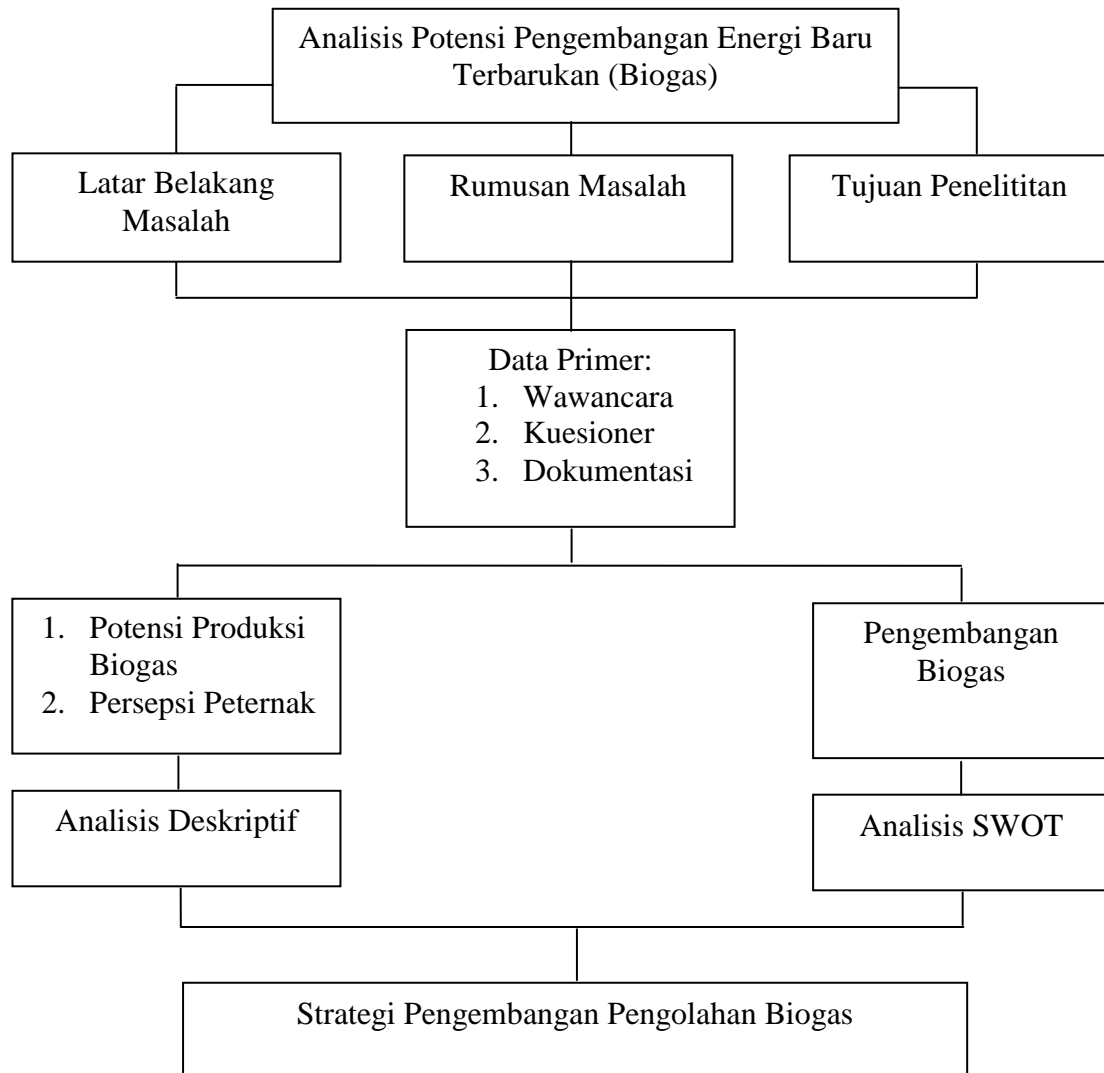 Analisis Potensi Pengembangan Energi Baru
Terbarukan (Biogas)
Latar Belakang
Masalah
Rumusan Masalah
Tujuan Penelititan
Data Primer:
1. Wawancara
2. Kuesioner
3. Dokumentasi
1. Potensi Produksi
Biogas
2. Persepsi Peternak
Pengembangan
Biogas
Analisis Deskriptif
Analisis SWOT
Strategi Pengembangan Pengolahan Biogas